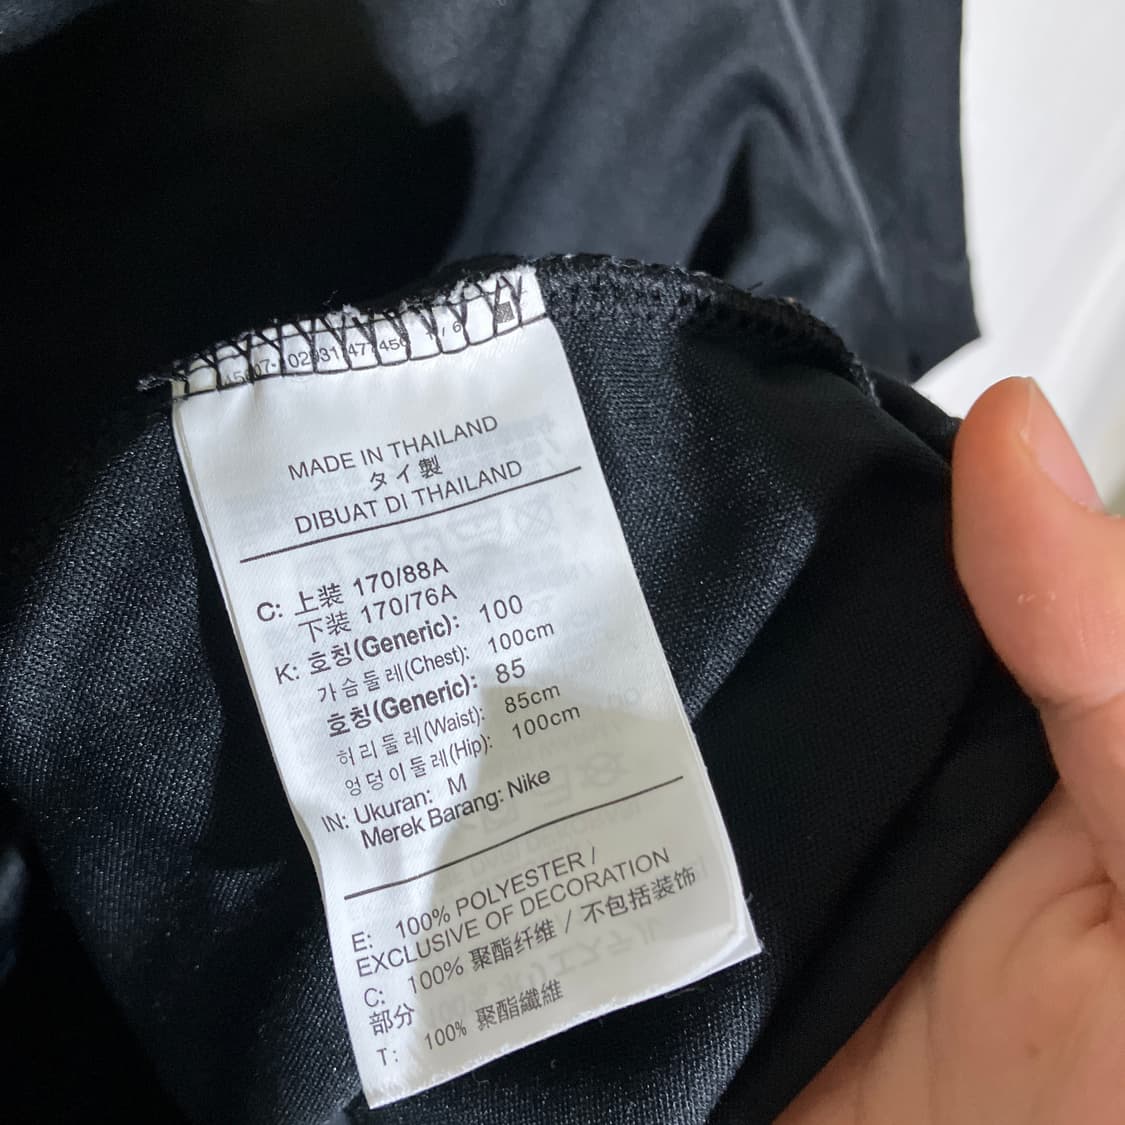 MADE IN THAILAND
タイ製
DIBUAT DI THAILAND
C: 上装 170/88A
下装 170/76A
K: 호칭(Generic): 100
가슴둘레(Chest): 100cm
호칭(Generic): 85
허리둘레(Waist): 85cm
엉덩이둘레(Hip): 100cm
IN: Ukuran: M
Merek Barang: Nike
E: 100% POLYESTER /
EXCLUSIVE OF DECORATION
C: 100% 聚酯纤维 / 不包括装饰
部分
T: 100% 聚酯纖維